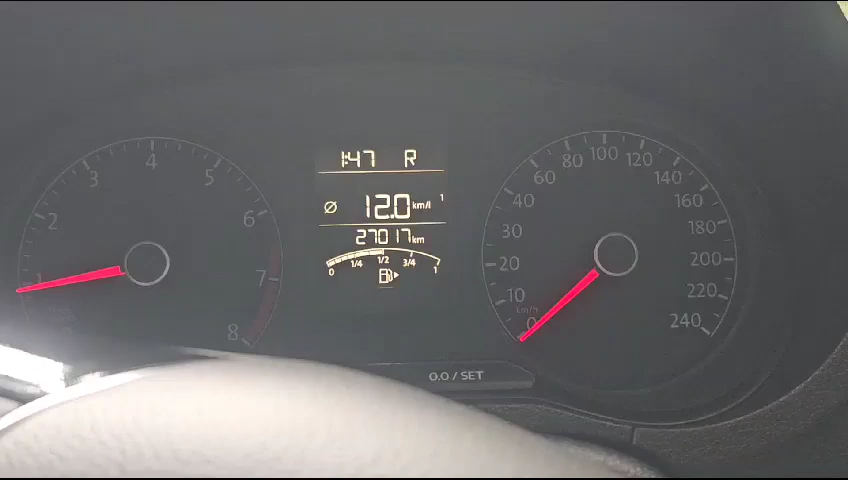 1:47 R
Ø 12.0 km/l 1
27017 km
0 1/4 1/2 3/4 1
1 2 3 4 5 6 7 8
0 10 20 30 40 60 80 100 120 140 160 180 200 220 240
km/h
0.0 / SET